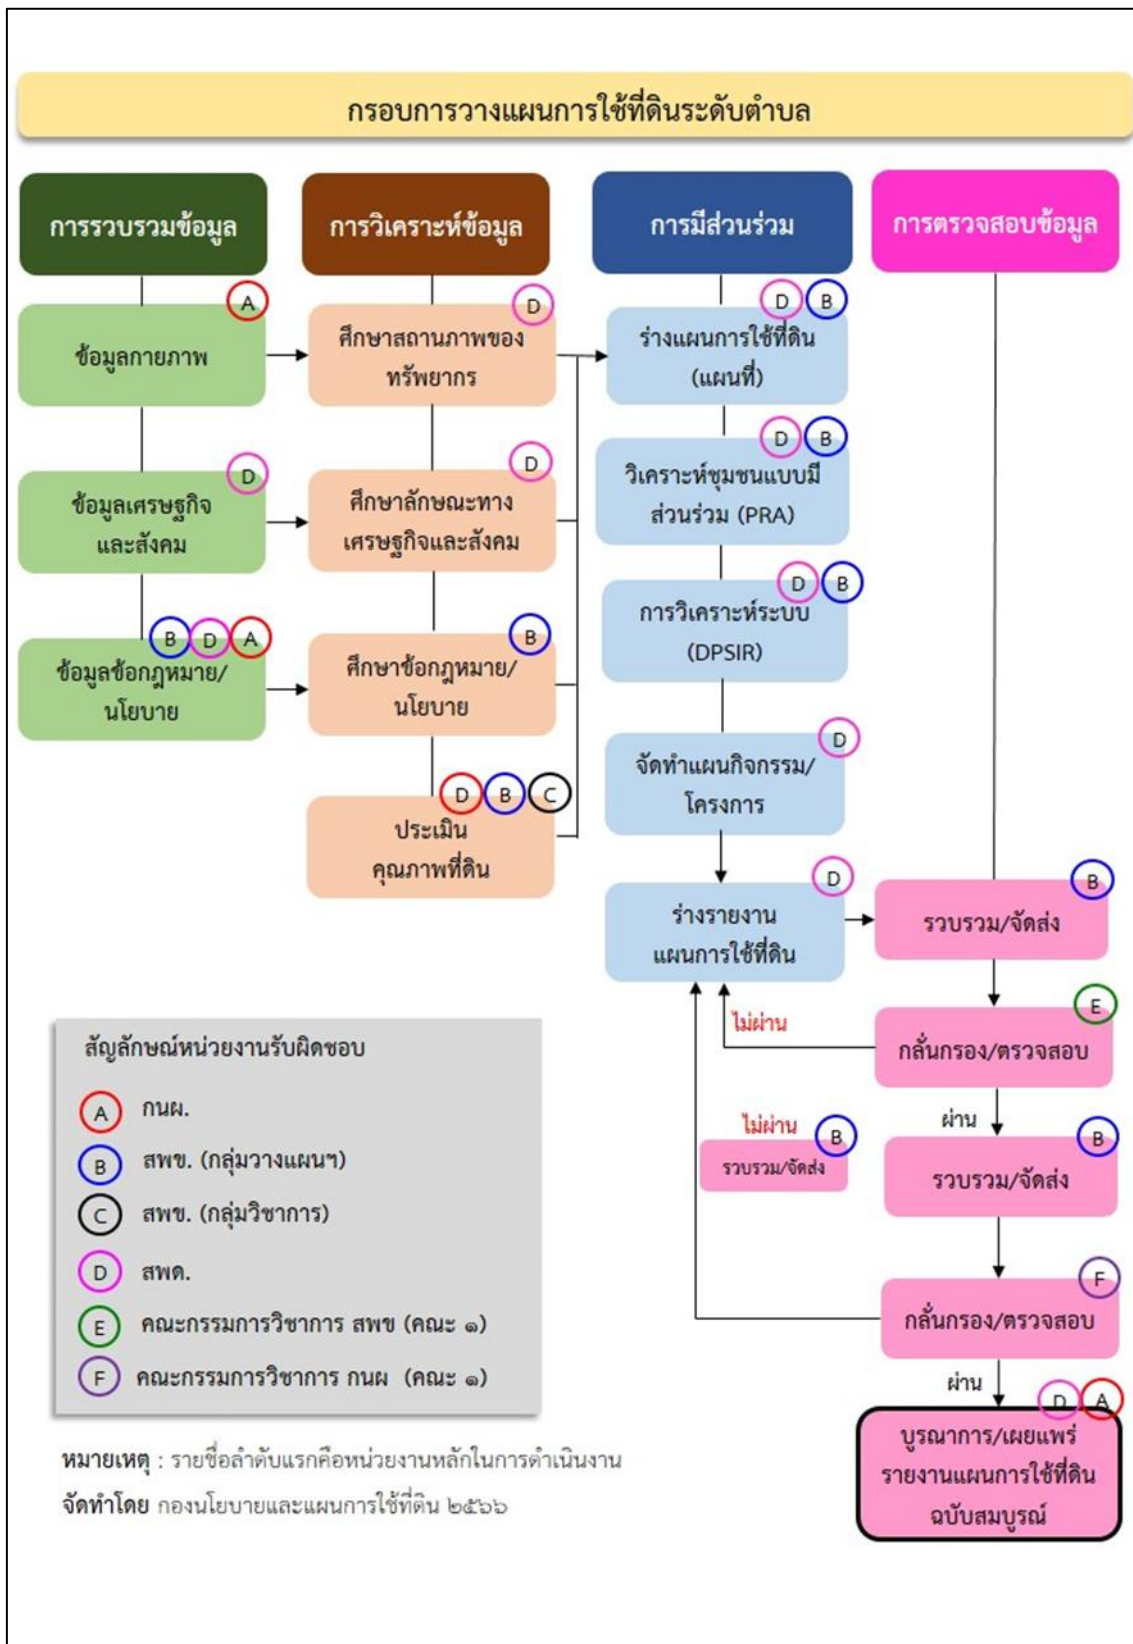 กรอบการวางแผนการใช้ที่ดินระดับตำบล
การรวบรวมข้อมูล
การวิเคราะห์ข้อมูล
การมีส่วนร่วม
การตรวจสอบข้อมูล
A
ข้อมูลกายภาพ
D
ข้อมูลเศรษฐกิจ
และสังคม
B D A
ข้อมูลข้อกฎหมาย/
นโยบาย
D
ศึกษาสถานภาพของ
ทรัพยากร
D
ศึกษาลักษณะทาง
เศรษฐกิจและสังคม
B
ศึกษาข้อกฎหมาย/
นโยบาย
D B C
ประเมิน
คุณภาพที่ดิน
D B
ร่างแผนการใช้ที่ดิน
(แผนที่)
D B
วิเคราะห์ชุมชนแบบมี
ส่วนร่วม (PRA)
D B
การวิเคราะห์ระบบ
(DPSIR)
D
จัดทำแผนกิจกรรม/
โครงการ
D
ร่างรายงาน
แผนการใช้ที่ดิน
B
รวบรวม/จัดส่ง
E
กลั่นกรอง/ตรวจสอบ
ไม่ผ่าน
ผ่าน
B
รวบรวม/จัดส่ง
ไม่ผ่าน
B
รวบรวม/จัดส่ง
F
กลั่นกรอง/ตรวจสอบ
ผ่าน
D A
บูรณาการ/เผยแพร่
รายงานแผนการใช้ที่ดิน
ฉบับสมบูรณ์
สัญลักษณ์หน่วยงานรับผิดชอบ
A กนผ.
B สพข. (กลุ่มวางแผนฯ)
C สพข. (กลุ่มวิชาการ)
D สพด.
E คณะกรรมการวิชาการ สพข (คณะ ๑)
F คณะกรรมการวิชาการ กนผ (คณะ ๑)
หมายเหตุ : รายชื่อลำดับแรกคือหน่วยงานหลักในการดำเนินงาน
จัดทำโดย กองนโยบายและแผนการใช้ที่ดิน ๒๕๖๖